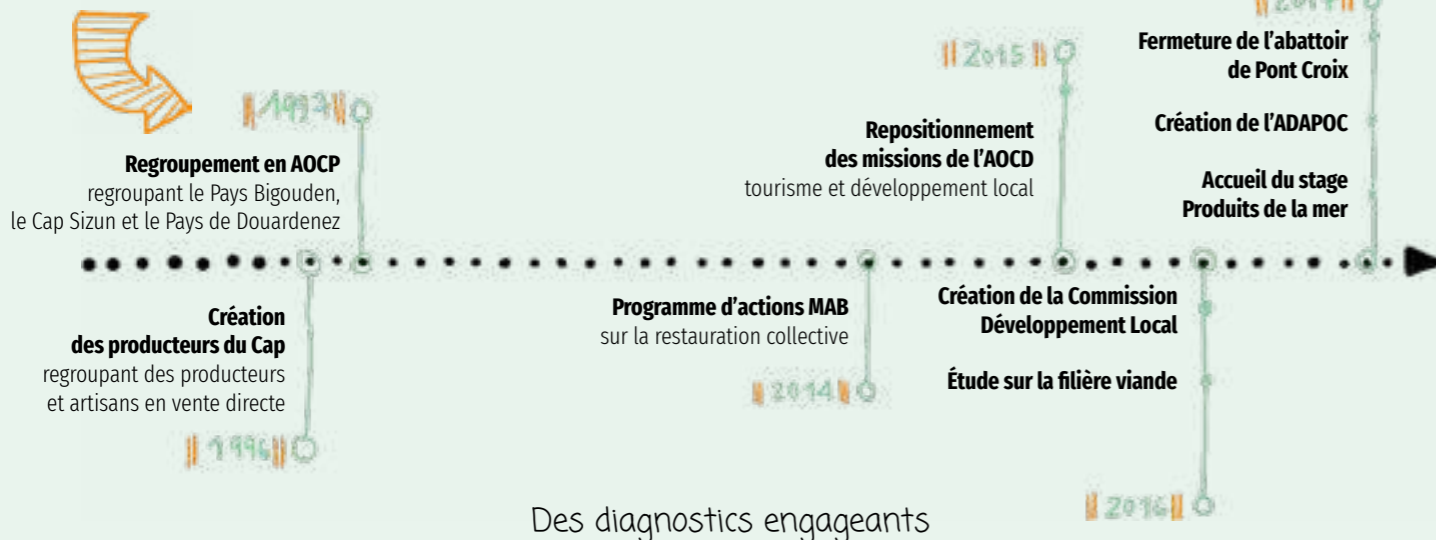 1997
Regroupement en AOCP
regroupant le Pays Bigouden,
le Cap Sizun et le Pays de Douardenez
Création
des producteurs du Cap
regroupant des producteurs
et artisans en vente directe
1996
Programme d'actions MAB
sur la restauration collective
2014
2015
Repositionnement
des missions de l'AOCD
tourisme et développement local
Création de la Commission
Développement Local
Étude sur la filière viande
2016
Fermeture de l'abattoir
de Pont Croix
Création de l'ADAPOC
Accueil du stage
Produits de la mer
Des diagnostics engageants